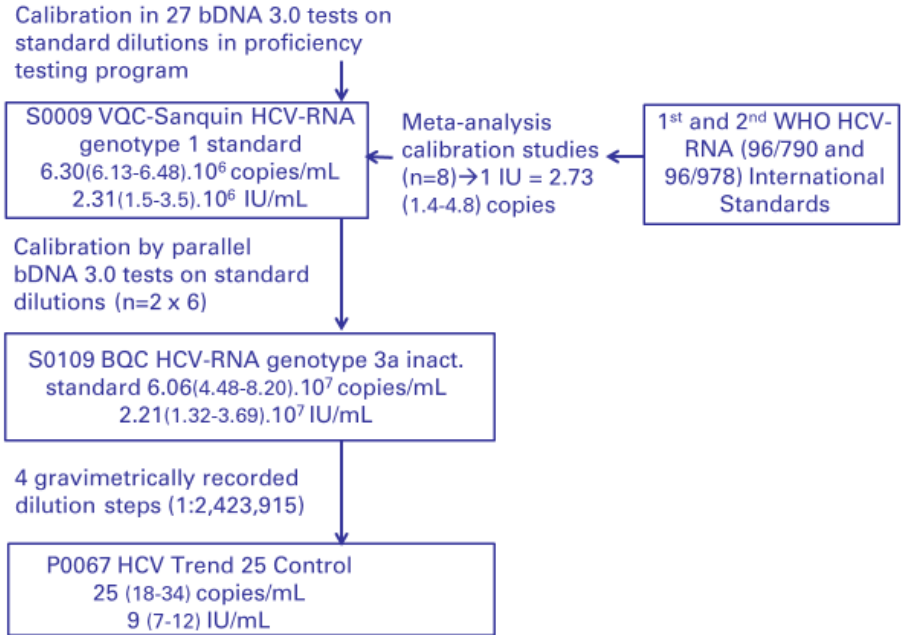 Calibration in 27 bDNA 3.0 tests on
standard dilutions in proficiency
testing program
S0009 VQC-Sanquin HCV-RNA
genotype 1 standard
6.30(6.13-6.48).10⁶ copies/mL
2.31(1.5-3.5).10⁶ IU/mL
Meta-analysis
calibration studies
(n=8)→1 IU = 2.73
(1.4-4.8) copies
1ˢᵗ and 2ⁿᵈ WHO HCV-
RNA (96/790 and
96/978) International
Standards
Calibration by parallel
bDNA 3.0 tests on standard
dilutions (n=2 x 6)
S0109 BQC HCV-RNA genotype 3a inact.
standard 6.06(4.48-8.20).10⁷ copies/mL
2.21(1.32-3.69).10⁷ IU/mL
4 gravimetrically recorded
dilution steps (1:2,423,915)
P0067 HCV Trend 25 Control
25 (18-34) copies/mL
9 (7-12) IU/mL